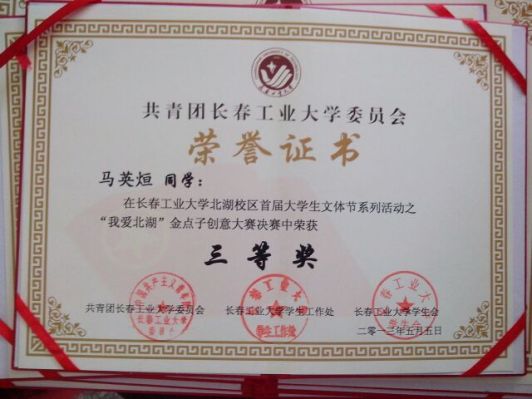 共青团长春工业大学委员会
荣誉证书
马英烜 同学:
在长春工业大学北湖校区首届大学生文体节系列活动之
“我爱北湖”金点子创意大赛决赛中荣获
三等奖
共青团长春工业大学委员会 长春工业大学学生工作处 长春工业大学学生会
二零一三年五月五日